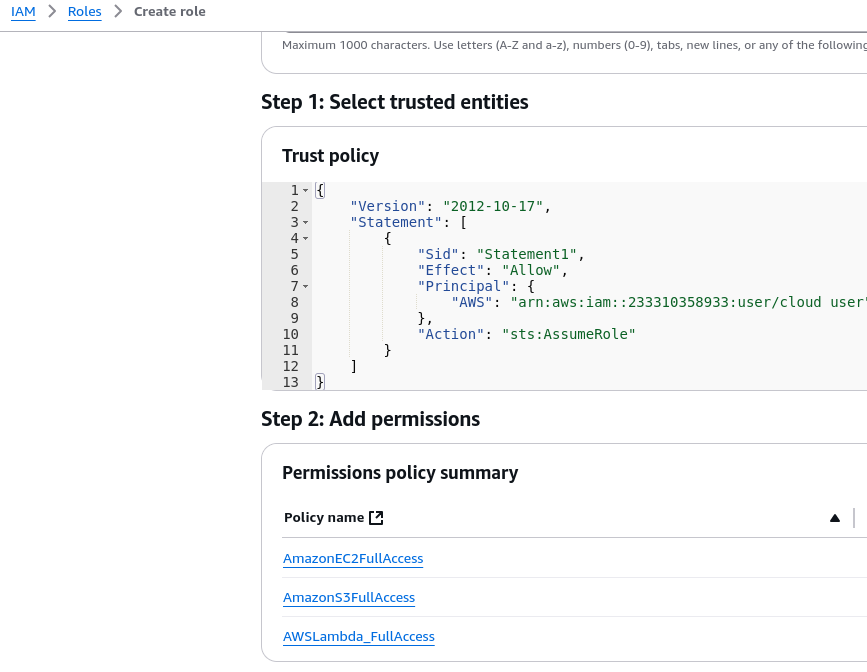 IAM > Roles > Create role
Maximum 1000 characters. Use letters (A-Z and a-z), numbers (0-9), tabs, new lines, or any of the following
Step 1: Select trusted entities
Trust policy
1 {
2     "Version": "2012-10-17",
3     "Statement": [
4         {
5             "Sid": "Statement1",
6             "Effect": "Allow",
7             "Principal": {
8                 "AWS": "arn:aws:iam::233310358933:user/cloud_user"
9             },
10             "Action": "sts:AssumeRole"
11         }
12     ]
13 }
Step 2: Add permissions
Permissions policy summary
Policy name
AmazonEC2FullAccess
AmazonS3FullAccess
AWSLambda_FullAccess